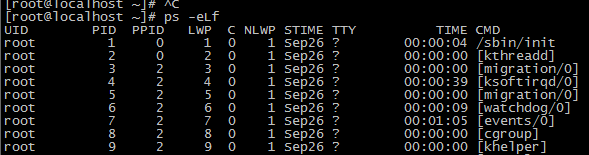 [root@localhost ~]# ^C
[root@localhost ~]# ps -eLf
UID PID PPID LWP C NLWP STIME TTY TIME CMD
root 1 0 1 0 1 Sep26 ? 00:00:04 /sbin/init
root 2 0 2 0 1 Sep26 ? 00:00:00 [kthreadd]
root 3 2 3 0 1 Sep26 ? 00:00:00 [migration/0]
root 4 2 4 0 1 Sep26 ? 00:00:39 [ksoftirqd/0]
root 5 2 5 0 1 Sep26 ? 00:00:00 [migration/0]
root 6 2 6 0 1 Sep26 ? 00:00:09 [watchdog/0]
root 7 2 7 0 1 Sep26 ? 00:01:05 [events/0]
root 8 2 8 0 1 Sep26 ? 00:00:00 [cgroup]
root 9 2 9 0 1 Sep26 ? 00:00:00 [khelper]